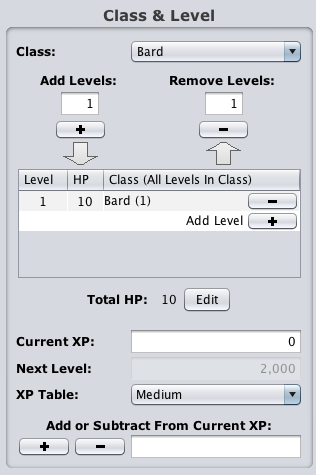 Class & Level
Class: Bard
Add Levels: Remove Levels:
1 1
+ −
Level HP Class (All Levels In Class)
1 10 Bard (1) −
Add Level +
Total HP: 10 Edit
Current XP: 0
Next Level: 2,000
XP Table: Medium
Add or Subtract From Current XP:
+ −